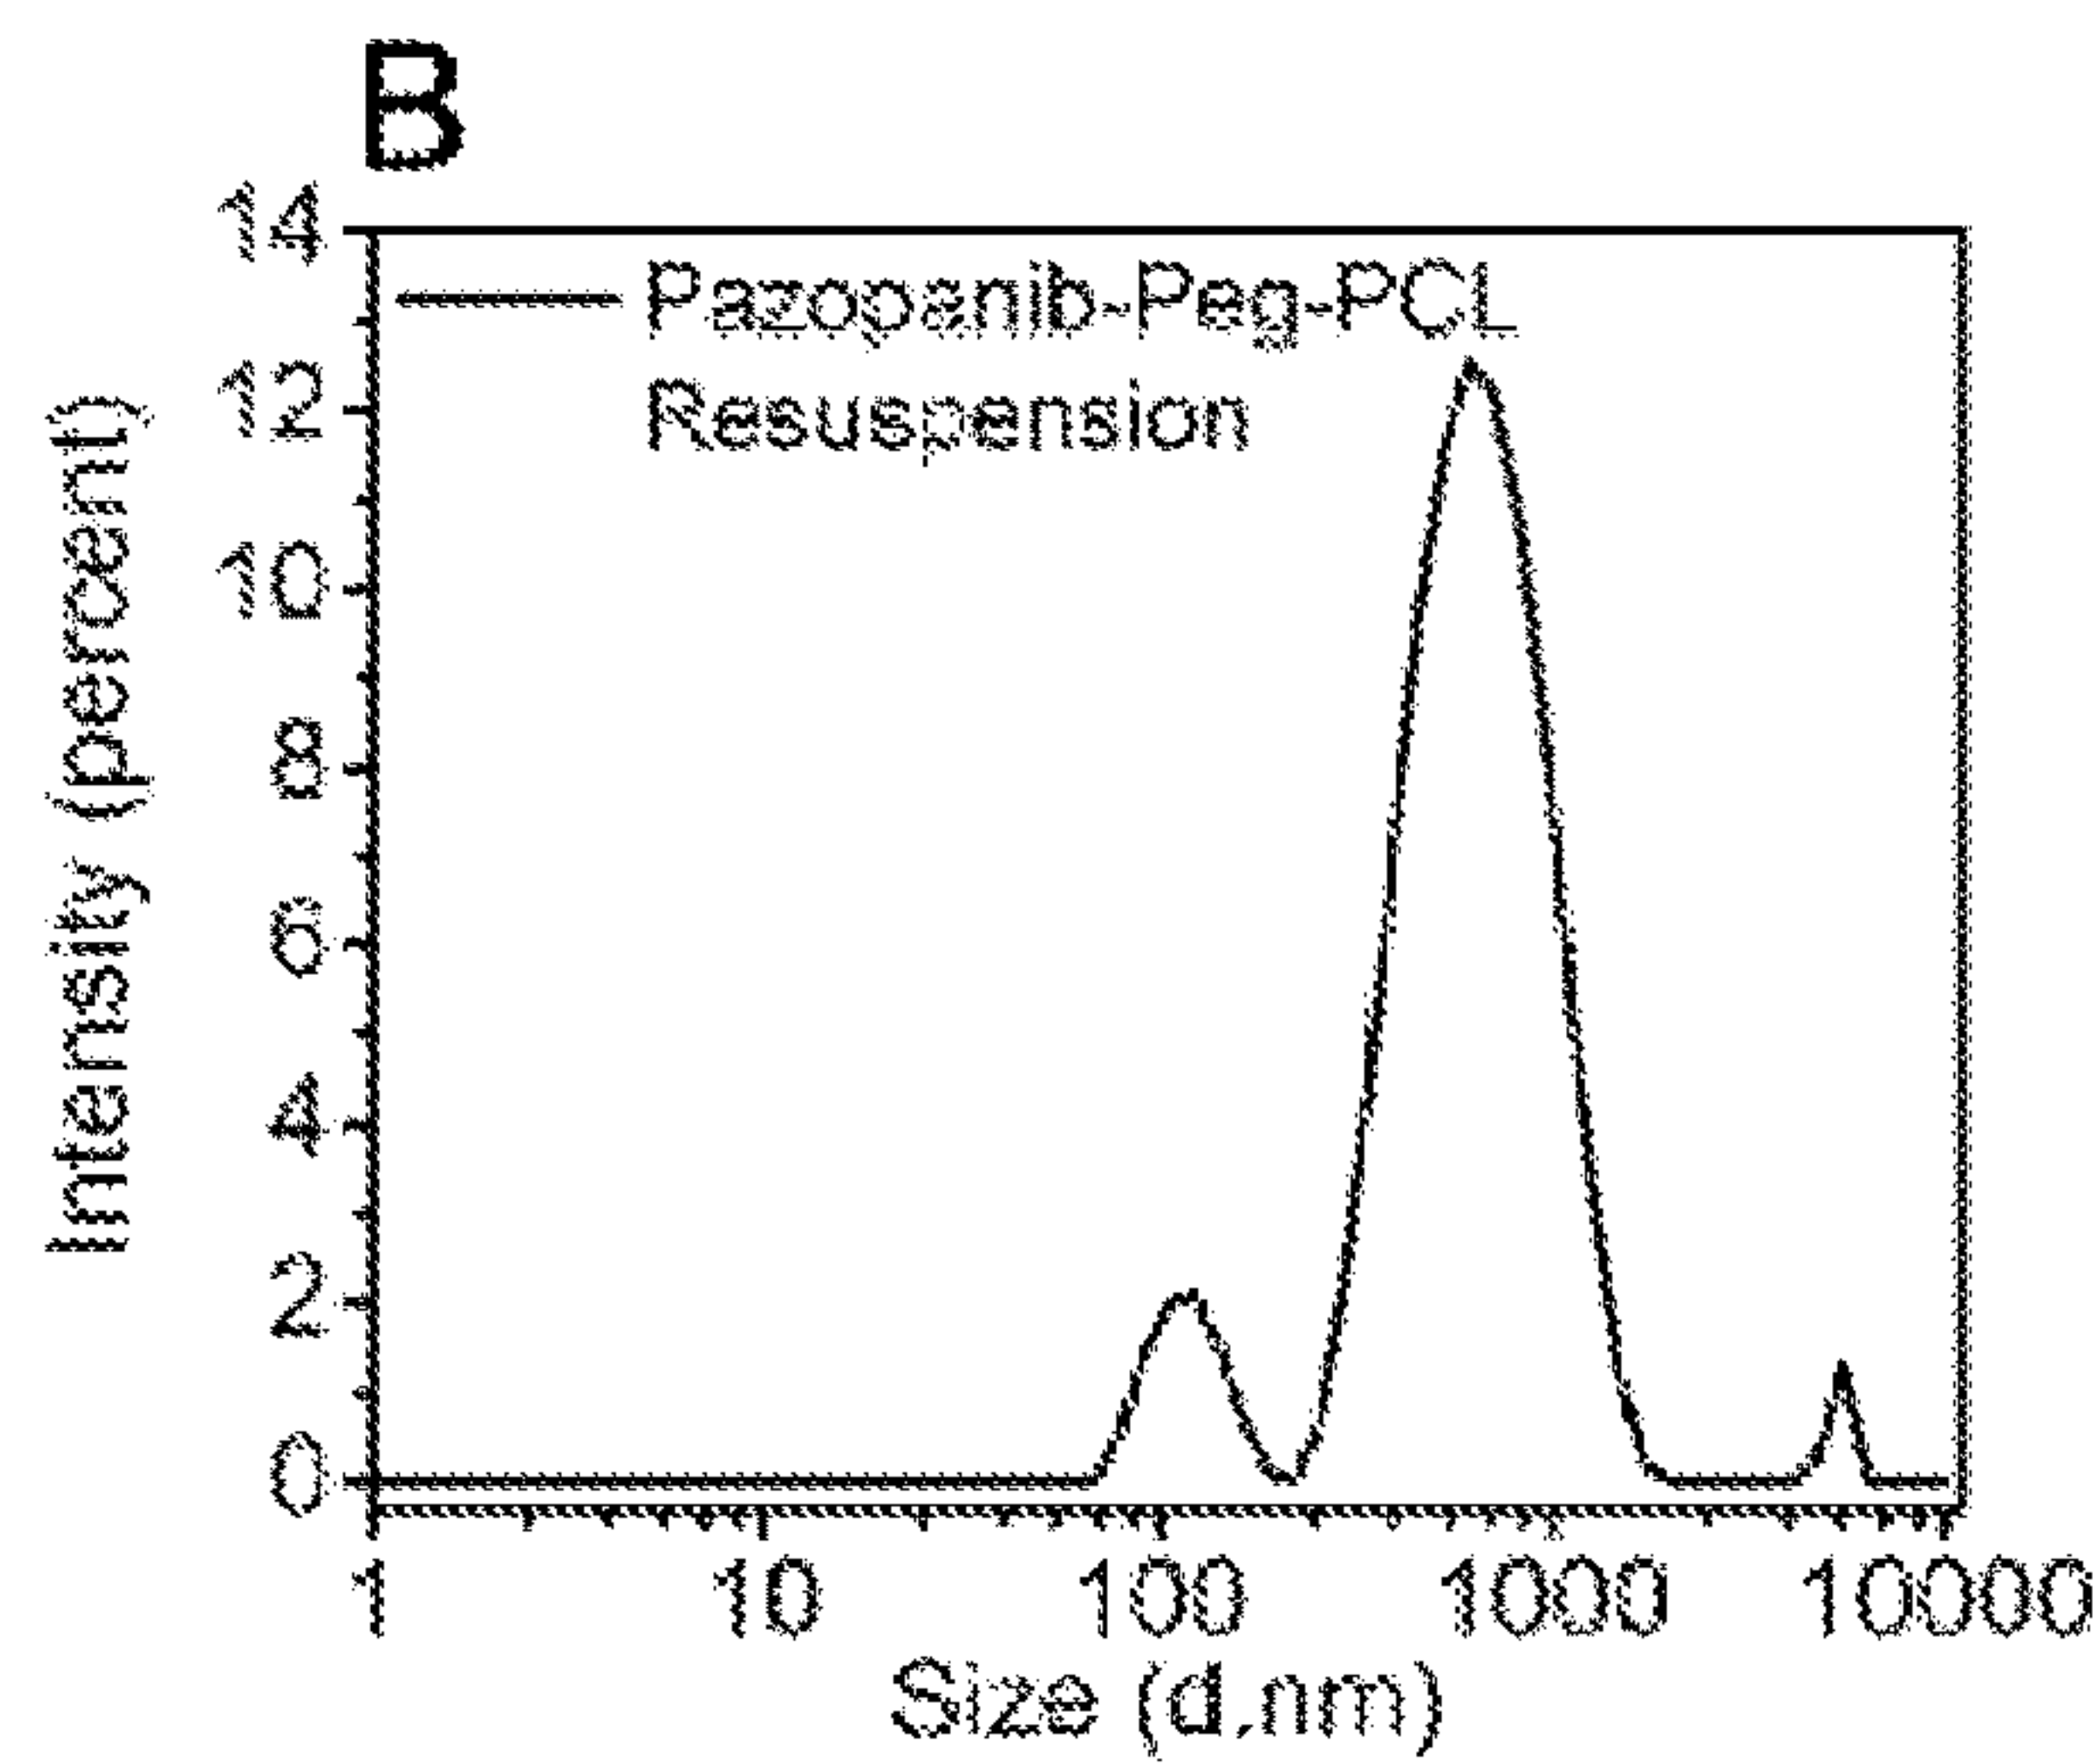 B
14
12
10
8
6
4
2
0
Intensity (percent)
Pazopanib-Peg-PCL
Resuspension
1 10 100 1000 10000
Size (d.nm)